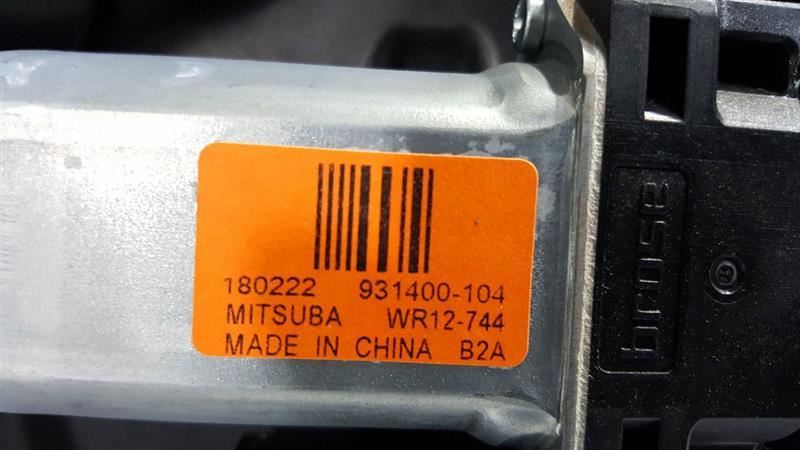 180222 931400-104
MITSUBA WR12-744
MADE IN CHINA B2A
brose